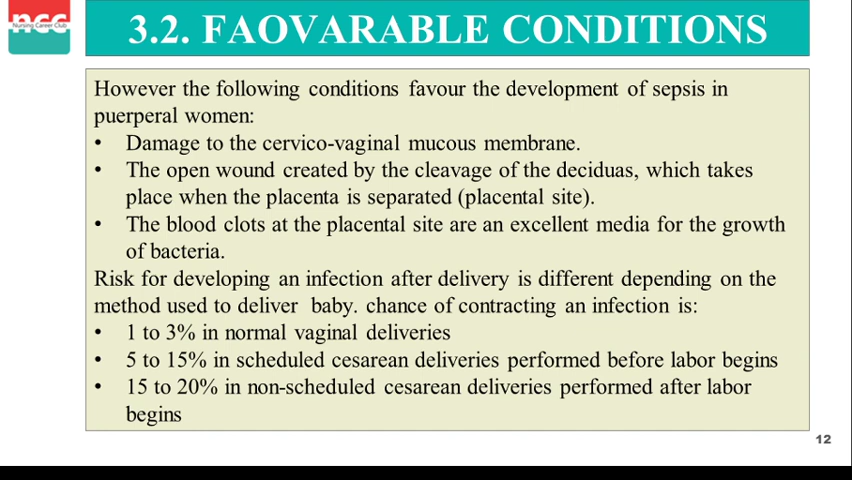 ncc
Nursing Career Club
3.2. FAOVARABLE CONDITIONS
However the following conditions favour the development of sepsis in
puerperal women:
• Damage to the cervico-vaginal mucous membrane.
• The open wound created by the cleavage of the deciduas, which takes
place when the placenta is separated (placental site).
• The blood clots at the placental site are an excellent media for the growth
of bacteria.
Risk for developing an infection after delivery is different depending on the
method used to deliver baby. chance of contracting an infection is:
• 1 to 3% in normal vaginal deliveries
• 5 to 15% in scheduled cesarean deliveries performed before labor begins
• 15 to 20% in non-scheduled cesarean deliveries performed after labor
begins
12